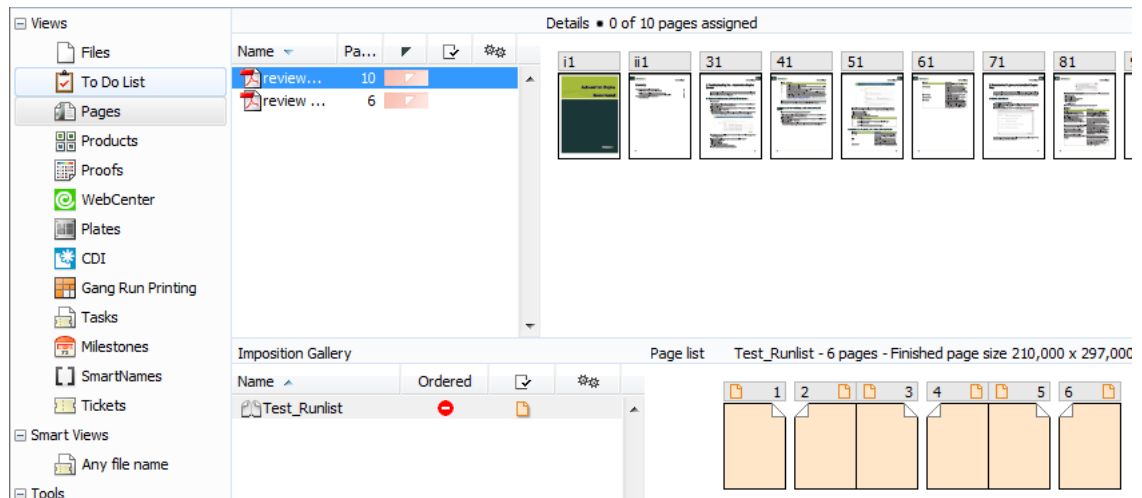 Views
Files
To Do List
Pages
Products
Proofs
WebCenter
Plates
CDI
Gang Run Printing
Tasks
Milestones
SmartNames
Tickets
Smart Views
Any file name
Tools
Details • 0 of 10 pages assigned
Name Pa...
review... 10
review ... 6
i1 ii1 31 41 51 61 71 81
Imposition Gallery
Name Ordered
Test_Runlist
Page list Test_Runlist - 6 pages - Finished page size 210,000 x 297,000
1 2 3 4 5 6